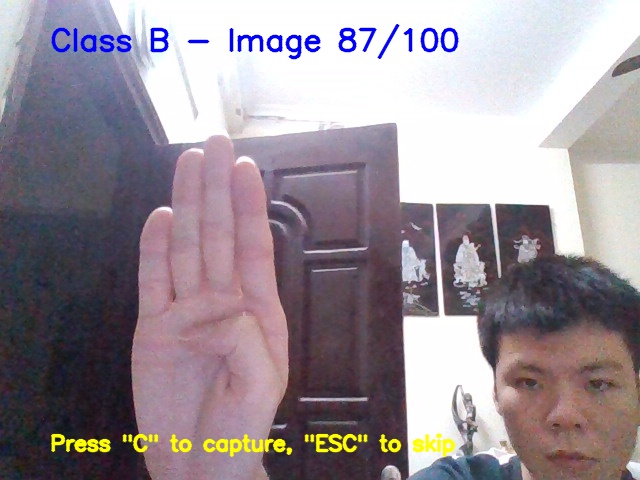 Class B - Image 87/100
Press "C" to capture, "ESC" to skip